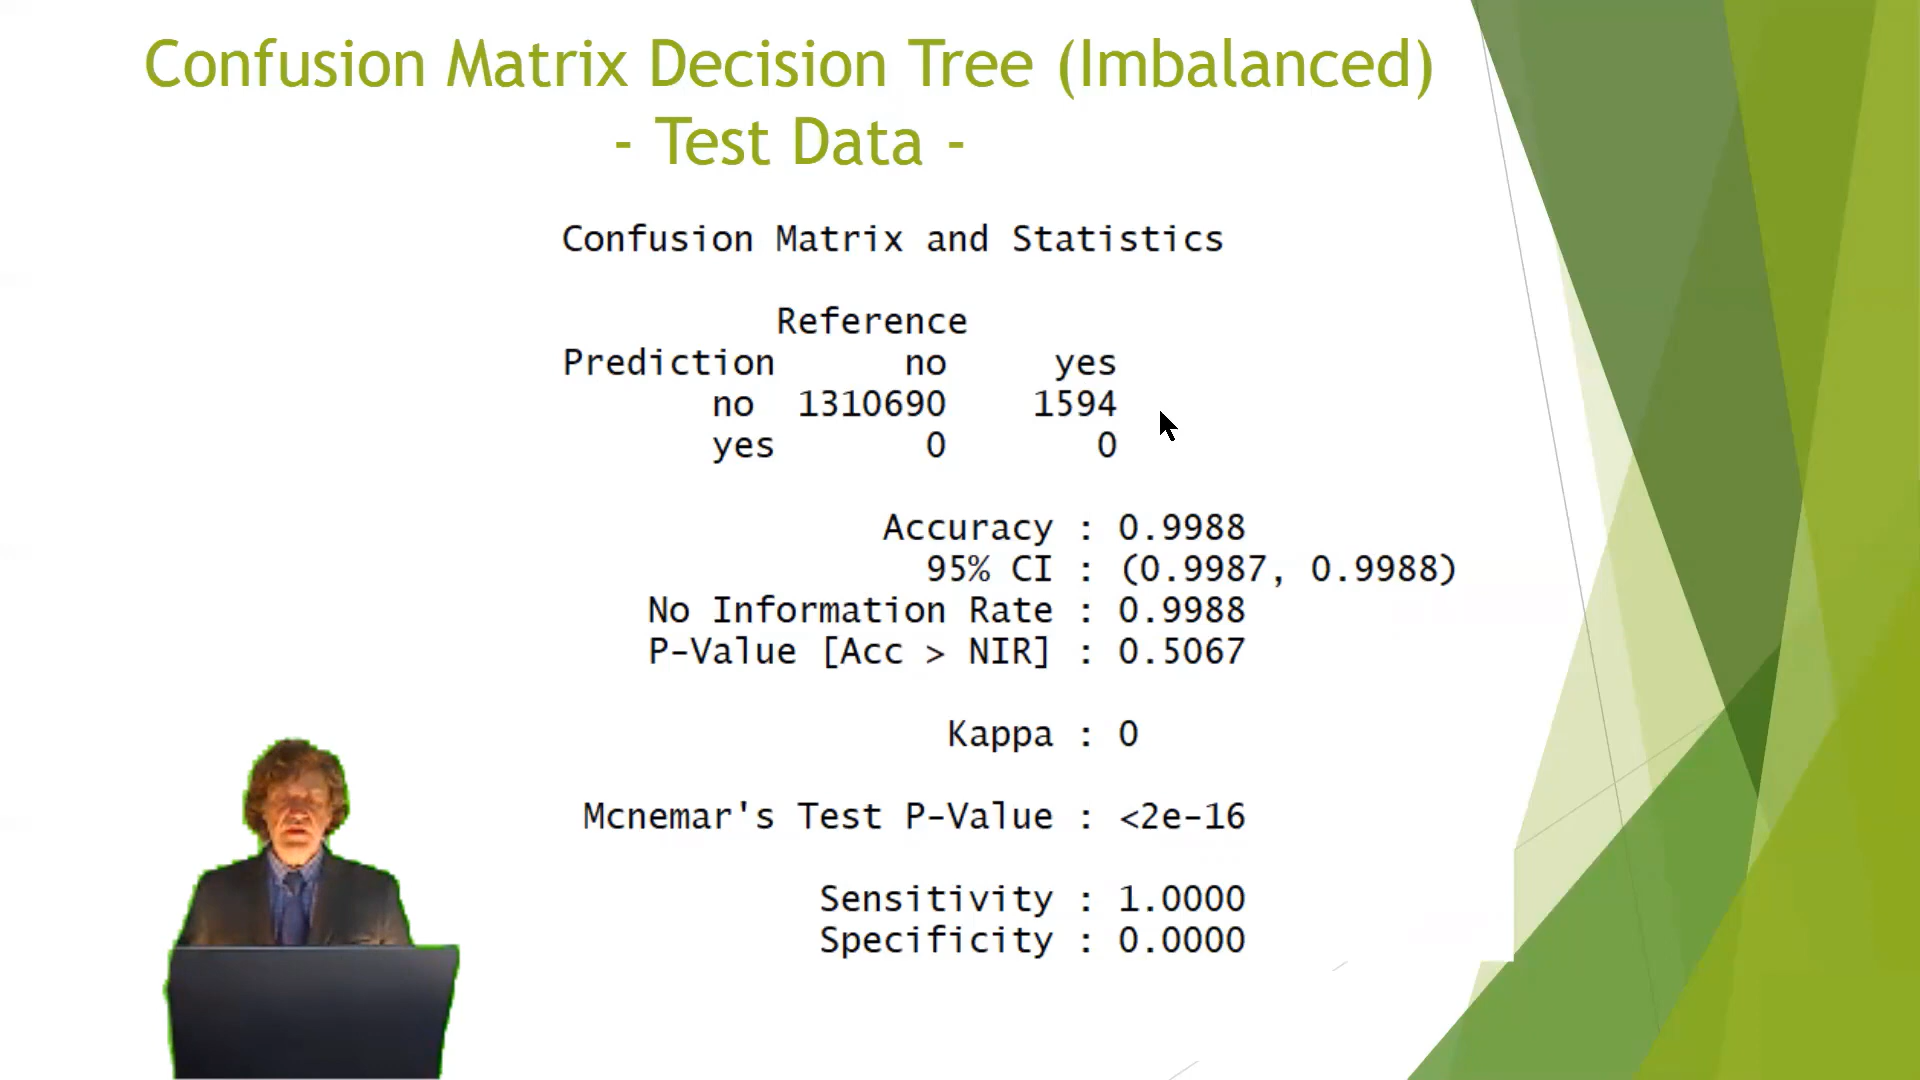 Confusion Matrix Decision Tree (Imbalanced)
- Test Data -
Confusion Matrix and Statistics
Reference
Prediction no yes
no 1310690 1594
yes 0 0
Accuracy : 0.9988
95% CI : (0.9987, 0.9988)
No Information Rate : 0.9988
P-Value [Acc > NIR] : 0.5067
Kappa : 0
Mcnemar's Test P-Value : <2e-16
Sensitivity : 1.0000
Specificity : 0.0000